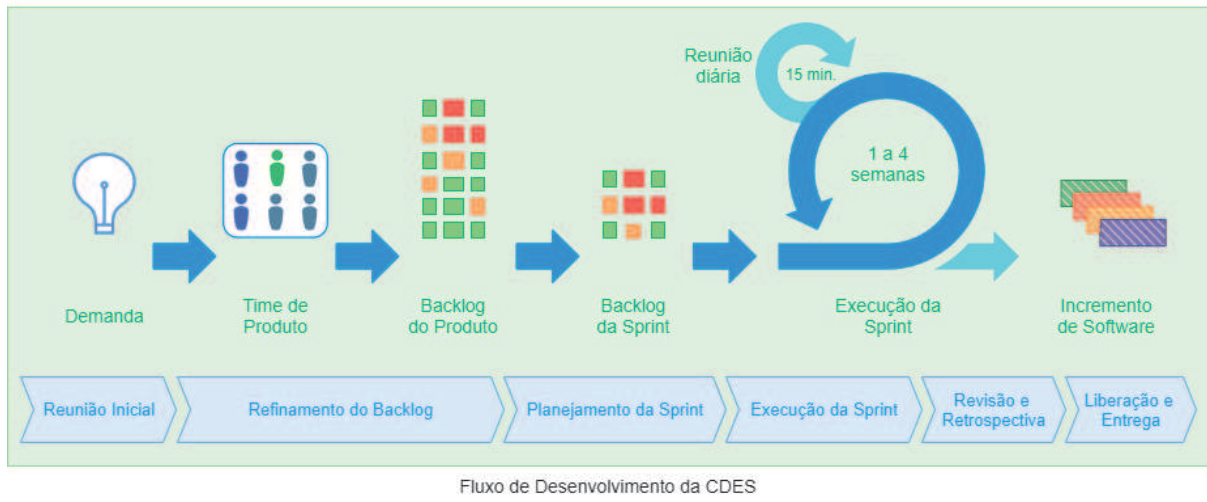 Reunião
diária
15 min.
1 a 4
semanas
Demanda
Time de
Produto
Backlog
do Produto
Backlog
da Sprint
Execução da
Sprint
Incremento
de Software
Reunião Inicial
Refinamento do Backlog
Planejamento da Sprint
Execução da Sprint
Revisão e
Retrospectiva
Liberação e
Entrega
Fluxo de Desenvolvimento da CDES